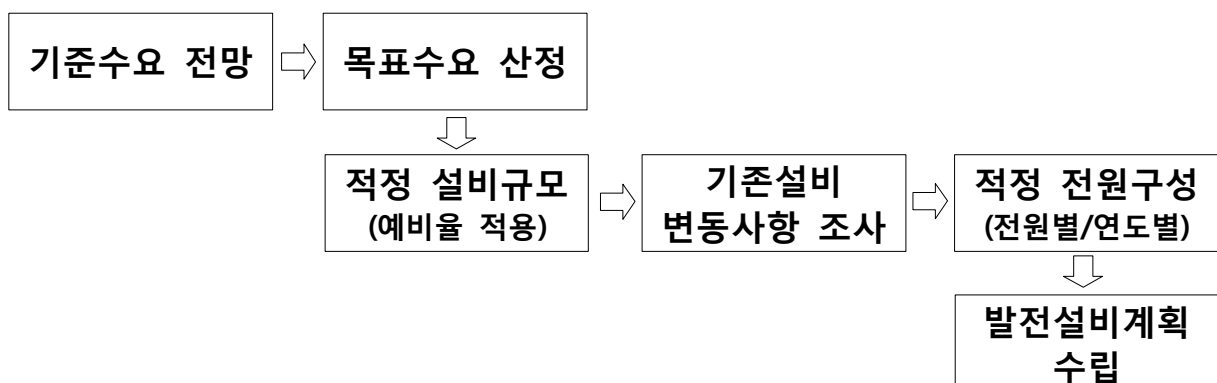 기준수요 전망
목표수요 산정
적정 설비규모
(예비율 적용)
기존설비
변동사항 조사
적정 전원구성
(전원별/연도별)
발전설비계획
수립